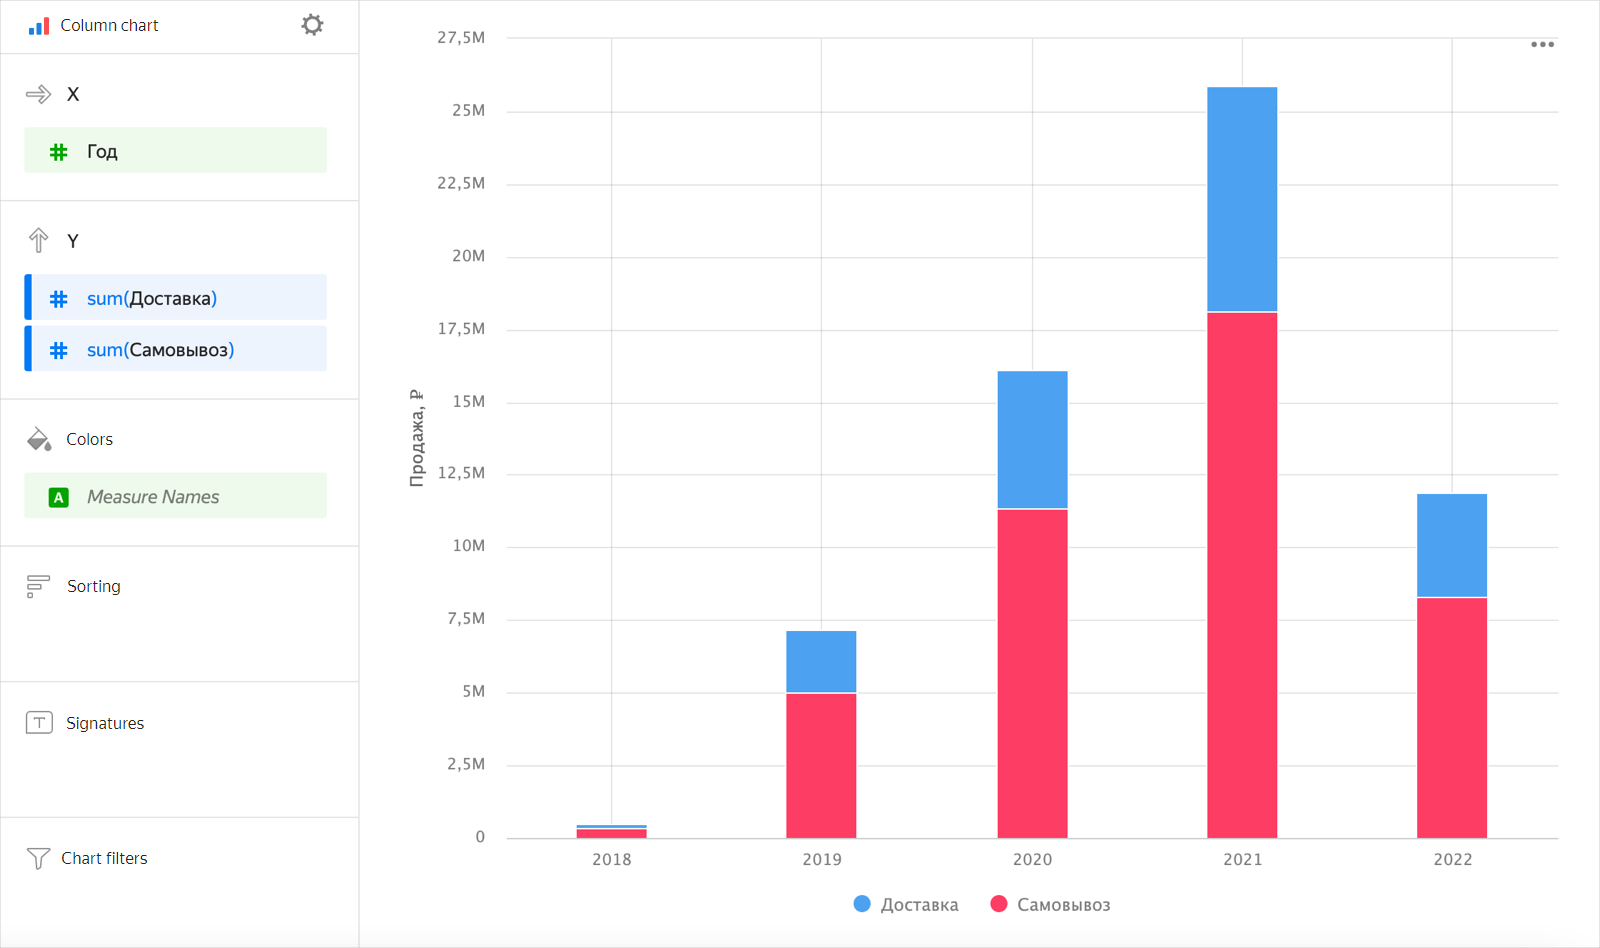 Column chart
X
Год
Y
sum(Доставка)
sum(Самовывоз)
Colors
A
Measure Names
Sorting
T
Signatures
Chart filters
Продажа, ₽
27,5M
25M
22,5M
20M
17,5M
15M
12,5M
10M
7,5M
5M
2,5M
0
2018 2019 2020 2021 2022
Доставка Самовывоз